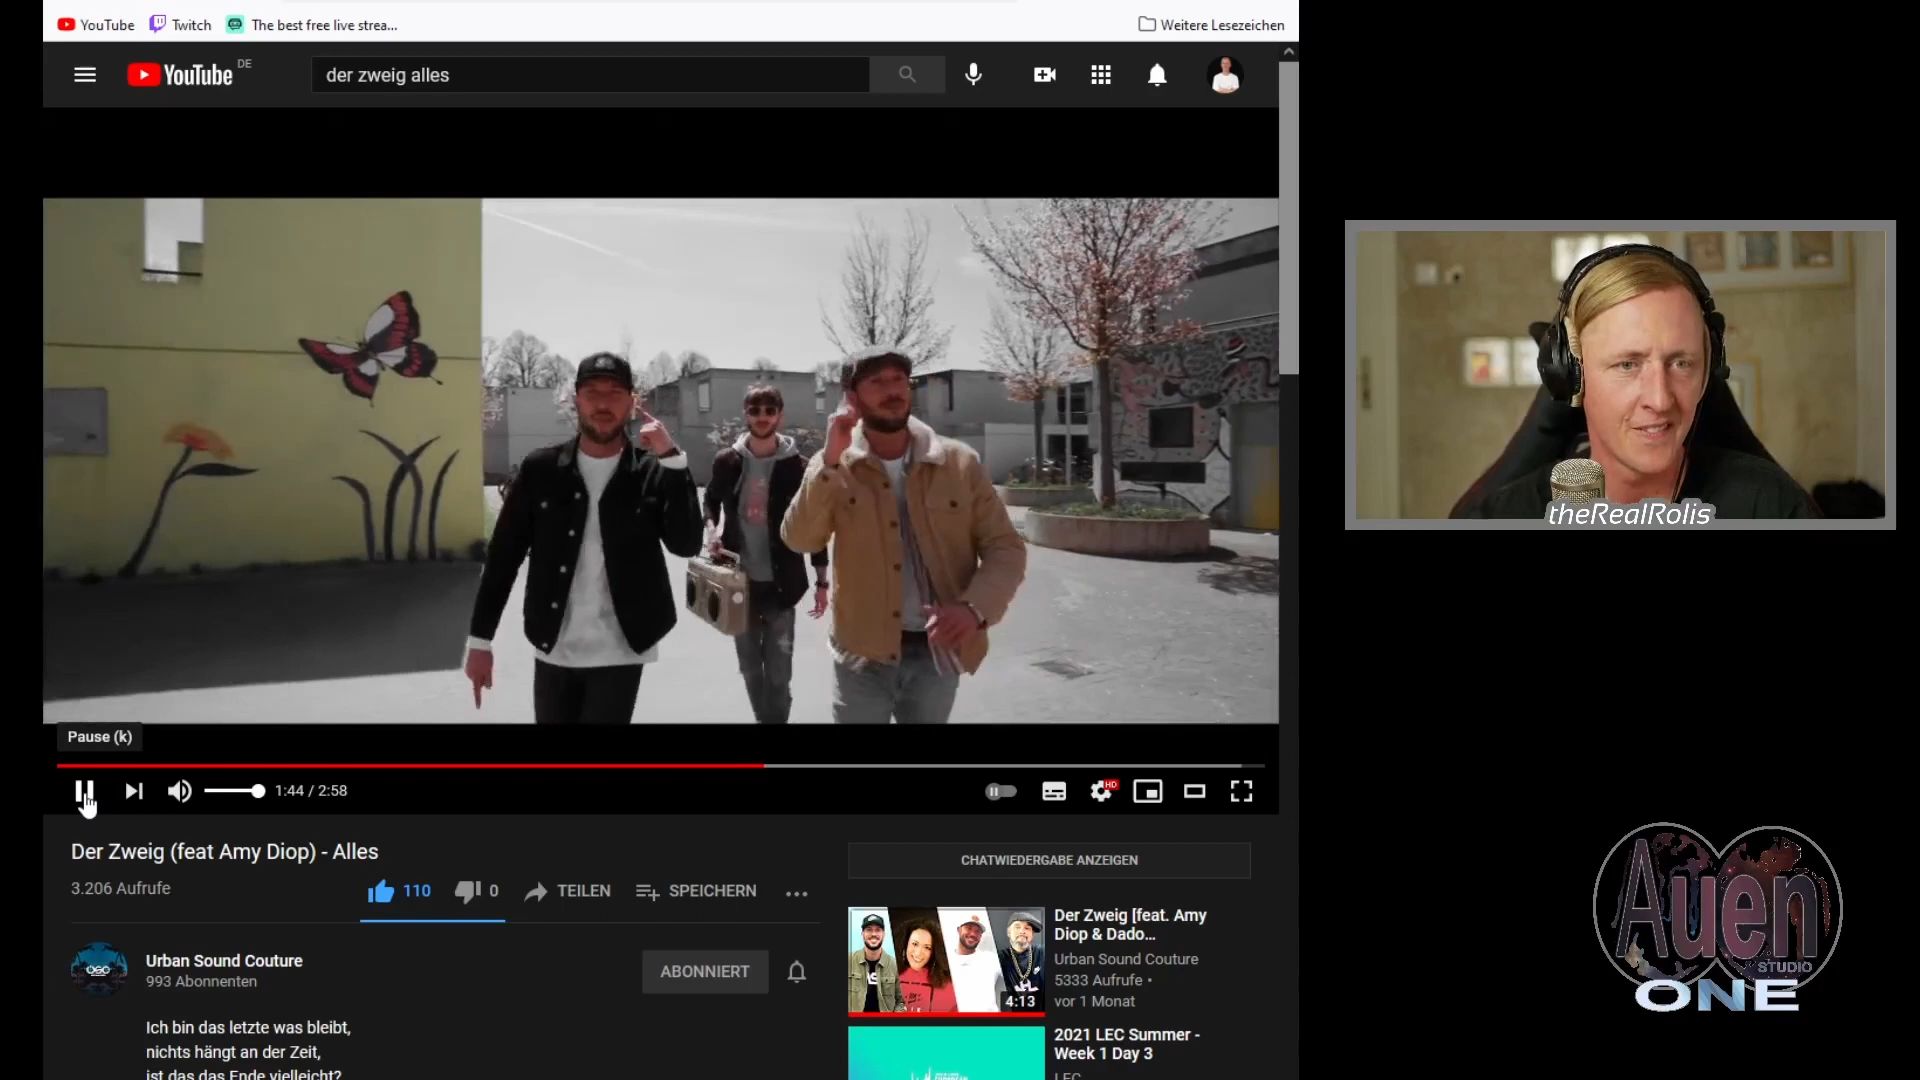 YouTube
Twitch
The best free live strea...
Weitere Lesezeichen
YouTube DE
der zweig alles
theRealRolis
Pause (k)
1:44 / 2:58
HD
Der Zweig (feat Amy Diop) - Alles
3.206 Aufrufe
110
0
TEILEN
SPEICHERN
CHATWIEDERGABE ANZEIGEN
Urban Sound Couture
993 Abonnenten
ABONNIERT
Ich bin das letzte was bleibt,
nichts hängt an der Zeit,
ist das das Ende vielleicht?
Der Zweig [feat. Amy
Diop & Dado...
Urban Sound Couture
5333 Aufrufe •
vor 1 Monat
4:13
2021 LEC Summer -
Week 1 Day 3
LEC
Auen
STUDIO
ONE